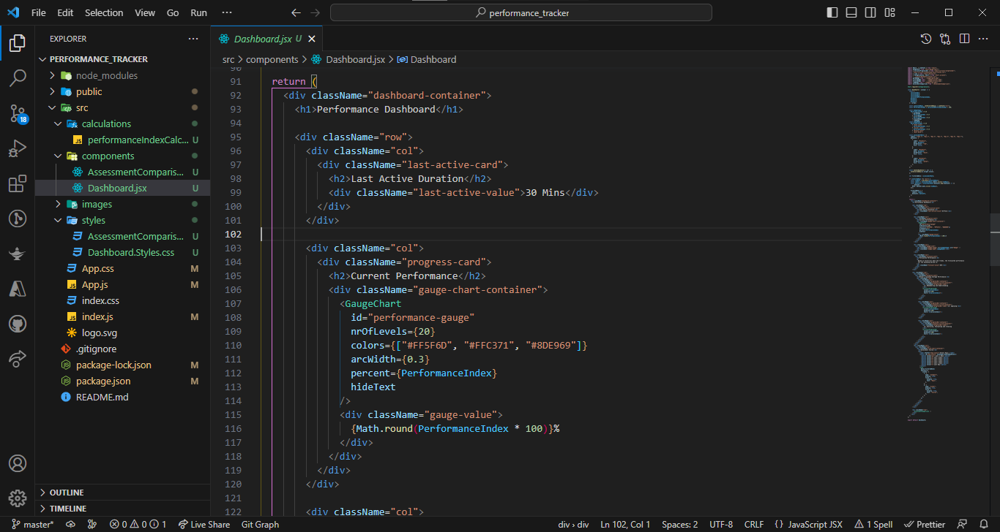 File Edit Selection View Go Run ··· performance_tracker
EXPLORER ···
PERFORMANCE_TRACKER
node_modules
public
src
calculations
JS performanceIndexCalc... U
components
AssessmentComparis... U
Dashboard.jsx U
images
styles
AssessmentComparis... U
Dashboard.Styles.css U
App.css M
JS App.js M
index.css
JS index.js M
logo.svg
.gitignore
package-lock.json M
package.json M
README.md
OUTLINE
TIMELINE
18
Dashboard.jsx U
src > components > Dashboard.jsx > Dashboard
90
91 return (
92 <div className="dashboard-container">
93 <h1>Performance Dashboard</h1>
94
95 <div className="row">
96 <div className="col">
97 <div className="last-active-card">
98 <h2>Last Active Duration</h2>
99 <div className="last-active-value">30 Mins</div>
100 </div>
101 </div>
102
103 <div className="col">
104 <div className="progress-card">
105 <h2>Current Performance</h2>
106 <div className="gauge-chart-container">
107 <GaugeChart
108 id="performance-gauge"
109 nrOfLevels={20}
110 colors={["#FF5F6D", "#FFC371", "#8DE969"]}
111 arcWidth={0.3}
112 percent={PerformanceIndex}
113 hideText
114 />
115 <div className="gauge-value">
116 {Math.round(PerformanceIndex * 100)}%
117 </div>
118 </div>
119 </div>
120 </div>
121
122 <div className="col">
master* 0 0 1 Live Share Git Graph div › div Ln 102, Col 1 Spaces: 2 UTF-8 CRLF {} JavaScript JSX 1 Spell Prettier